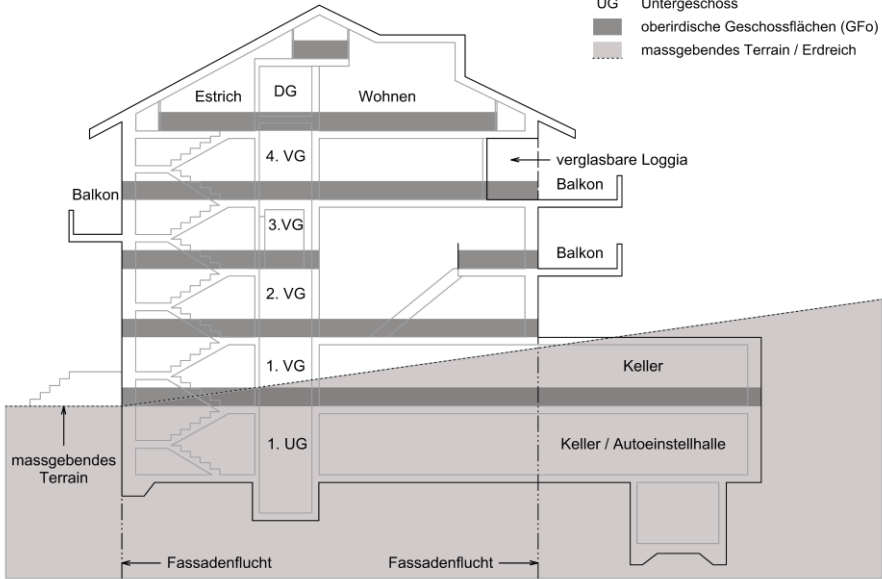 UG Untergeschoss
oberirdische Geschossflächen (GFo)
massgebendes Terrain / Erdreich
Estrich DG Wohnen
4. VG
verglasbare Loggia
Balkon Balkon
3.VG
Balkon
2. VG
1. VG Keller
1. UG Keller / Autoeinstellhalle
massgebendes
Terrain
Fassadenflucht Fassadenflucht